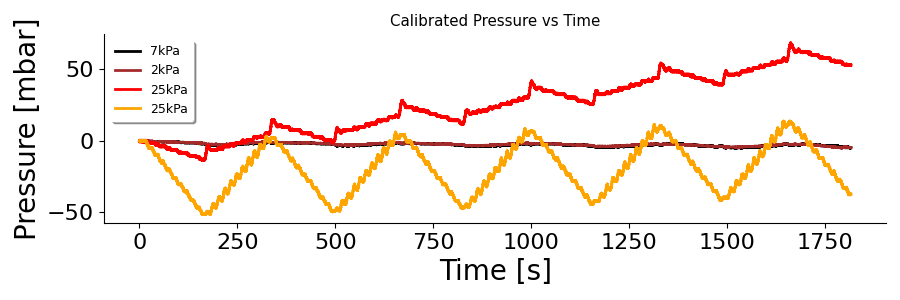 Calibrated Pressure vs Time
Pressure [mbar]
50
0
−50
7kPa
2kPa
25kPa
25kPa
0 250 500 750 1000 1250 1500 1750
Time [s]